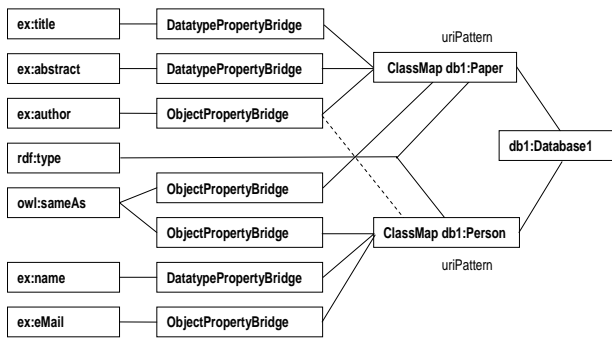 ex:title
DatatypePropertyBridge
uriPattern
ex:abstract
DatatypePropertyBridge
ClassMap db1:Paper
ex:author
ObjectPropertyBridge
rdf:type
db1:Database1
owl:sameAs
ObjectPropertyBridge
ObjectPropertyBridge
ClassMap db1:Person
uriPattern
ex:name
DatatypePropertyBridge
ex:eMail
ObjectPropertyBridge